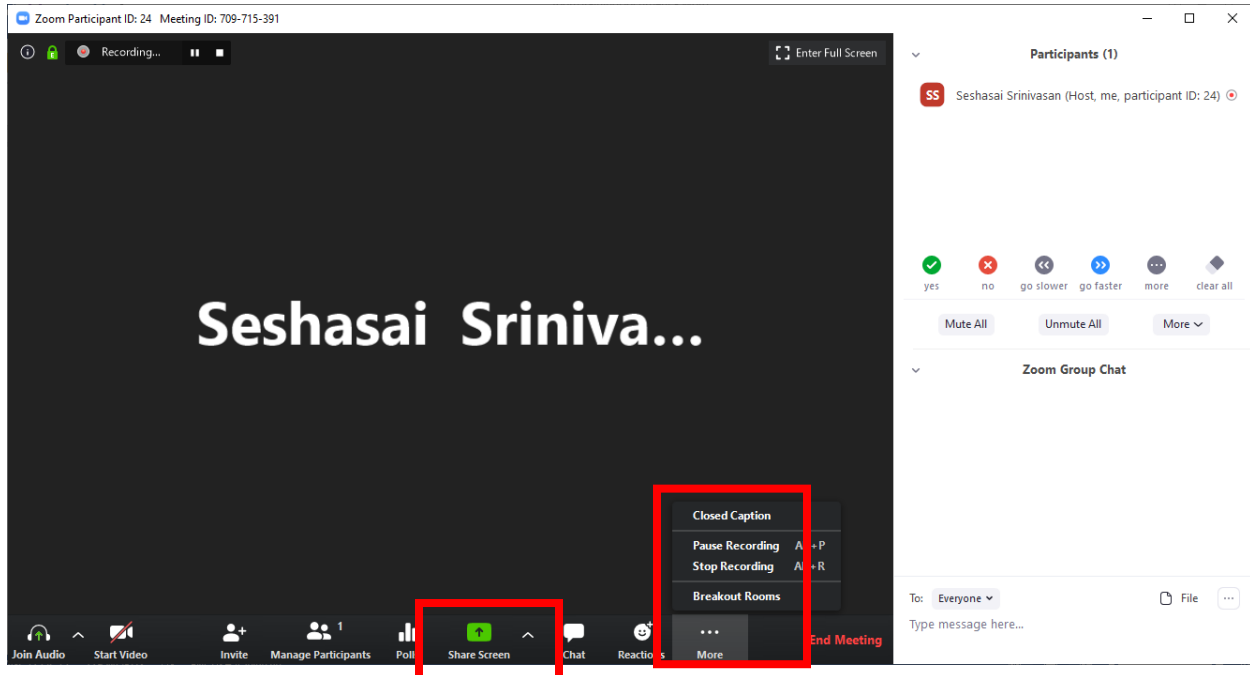 Zoom Participant ID: 24 Meeting ID: 709-715-391
Recording...
Enter Full Screen
Seshasai Sriniva...
Closed Caption
Pause Recording
Stop Recording
Breakout Rooms
Join Audio
Start Video
Invite
1
Manage Participants
Share Screen
Chat
Reactions
More
End Meeting
Participants (1)
SS Seshasai Srinivasan (Host, me, participant ID: 24)
yes no go slower go faster more clear all
Mute All Unmute All More
Zoom Group Chat
To: Everyone File
Type message here...